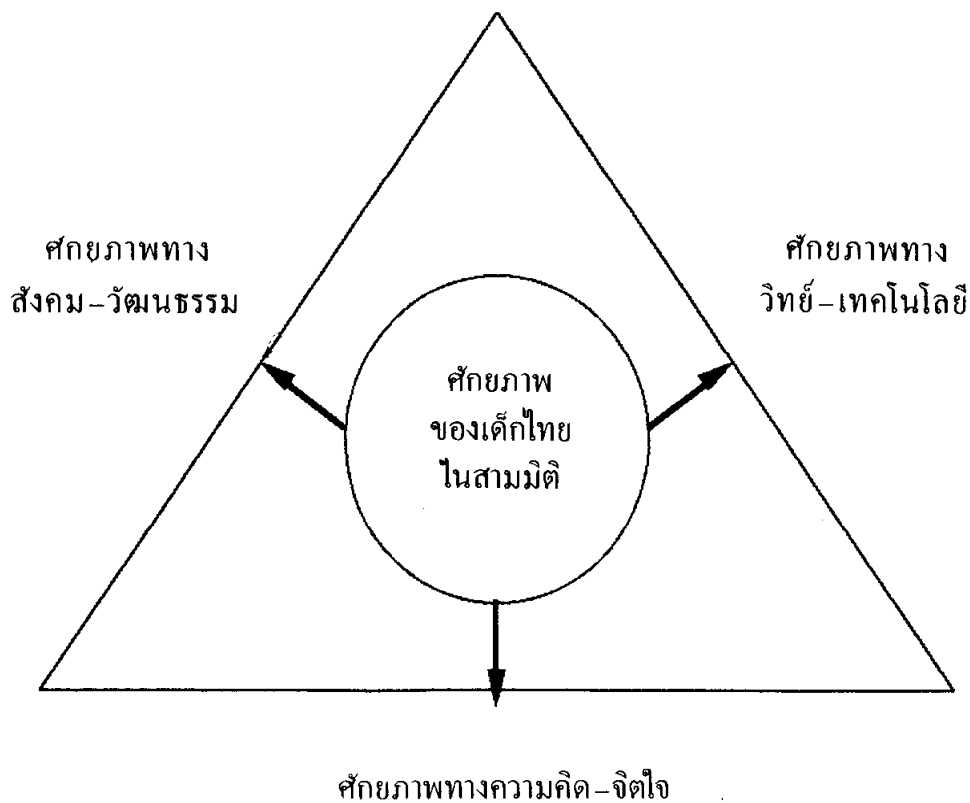 ศักยภาพทาง
สังคม-วัฒนธรรม
ศักยภาพทาง
วิทย์-เทคโนโลยี
ศักยภาพ
ของเด็กไทย
ในสามมิติ
ศักยภาพทางความคิด-จิตใจ